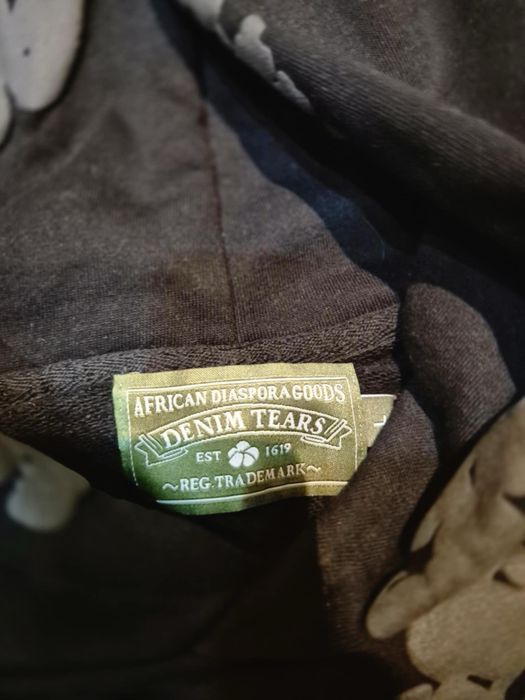 AFRICAN DIASPORA GOODS
DENIM TEARS
EST 1619
~REG.TRADEMARK~